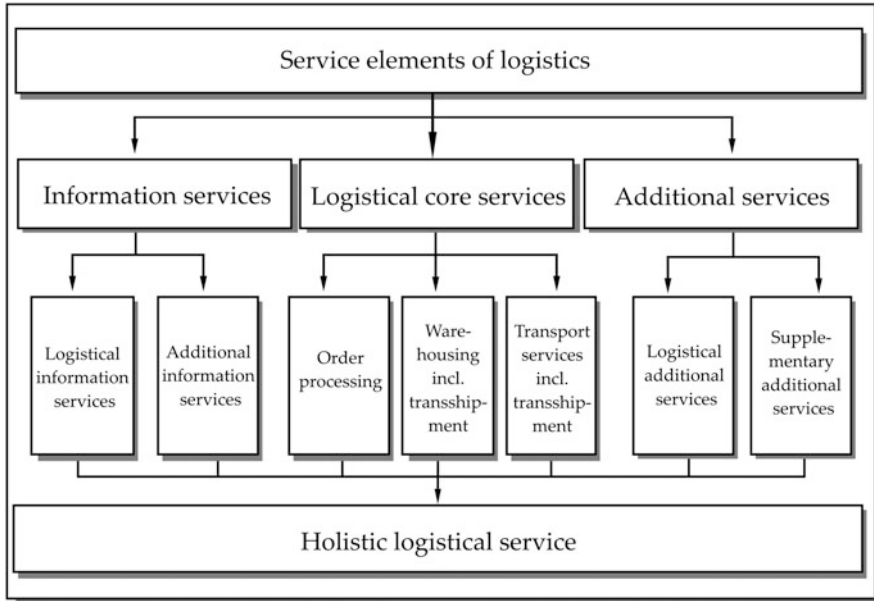 Service elements of logistics
Information services
Logistical core services
Additional services
Logistical
information
services
Additional
information
services
Order
processing
Ware-
housing
incl.
transship-
ment
Transport
services
incl.
transship-
ment
Logistical
additional
services
Supple-
mentary
additional
services
Holistic logistical service